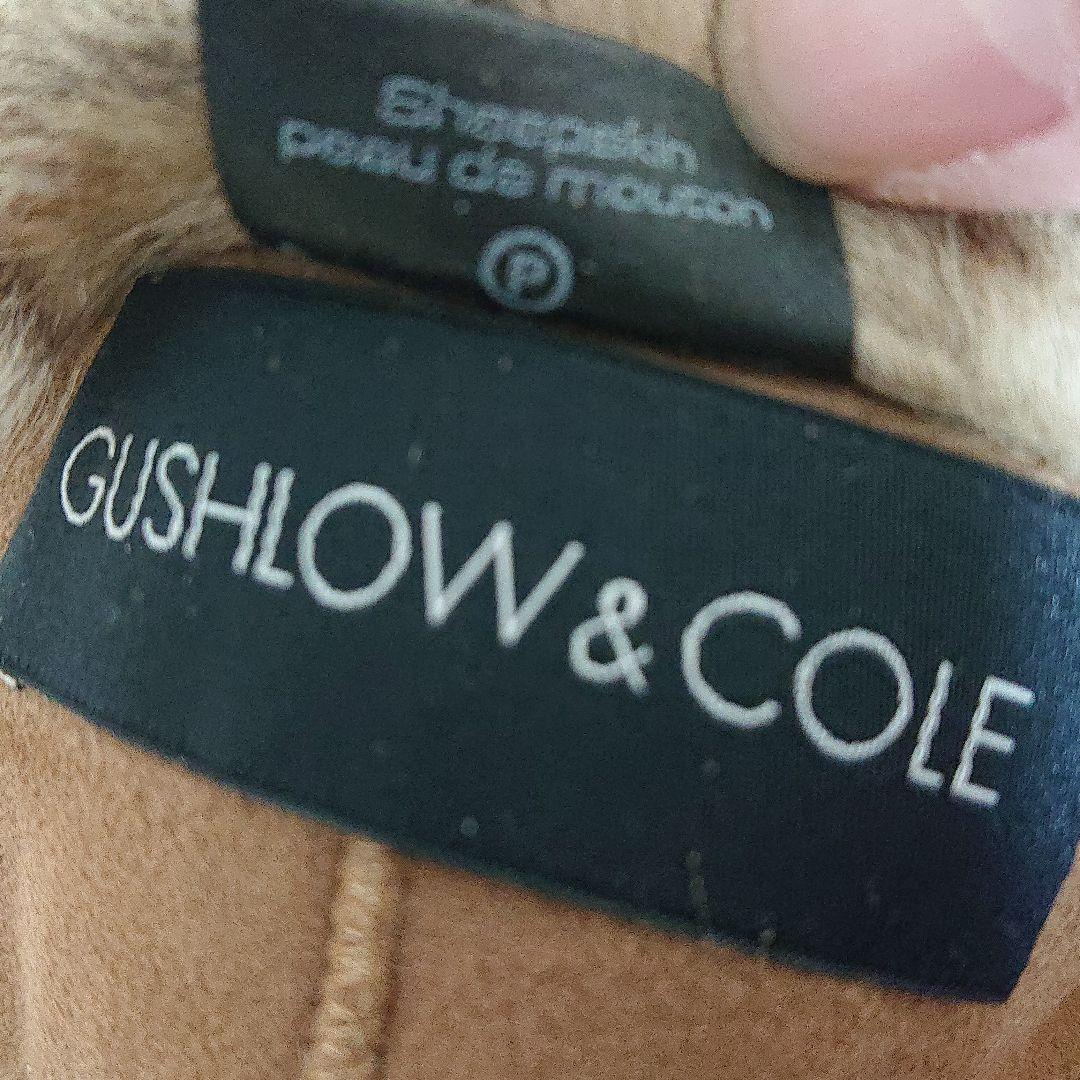 Sheepskin
peau de mouton
P
GUSHLOW & COLE